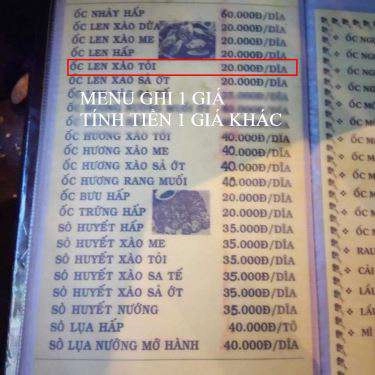 ỐC NHẢY HẤP 60.000Đ/DĨA
ỐC LEN XÀO DỪA 20.000Đ/DĨA
ỐC LEN XÀO ME 20.000Đ/DĨA
ỐC LEN HẤP 20.000Đ/DĨA
ỐC LEN XÀO TỎI 20.000Đ/DĨA
ỐC LEN XÀO SẢ ỚT 20.000Đ/DĨA
MENU GHI 1 GIÁ
TÍNH TIỀN 1 GIÁ KHÁC
ỐC HƯƠNG XÀO TỎI 40.000Đ/DĨA
ỐC HƯƠNG XÀO ME 40.000Đ/DĨA
ỐC HƯƠNG XÀO SẢ ỚT 40.000Đ/DĨA
ỐC HƯƠNG RANG MUỐI 40.000Đ/DĨA
ỐC BƯU HẤP 20.000Đ/DĨA
ỐC TRỨNG HẤP 20.000Đ/DĨA
SÒ HUYẾT HẤP 35.000Đ/DĨA
SÒ HUYẾT XÀO ME 35.000Đ/DĨA
SÒ HUYẾT XÀO TỎI 35.000Đ/DĨA
SÒ HUYẾT XÀO SA TẾ 35.000Đ/DĨA
SÒ HUYẾT XÀO SẢ ỚT 35.000Đ/DĨA
SÒ HUYẾT NƯỚNG 35.000Đ/DĨA
SÒ LỤA HẤP 40.000Đ/TÔ
SÒ LỤA NƯỚNG MỠ HÀNH 40.000Đ/DĨA